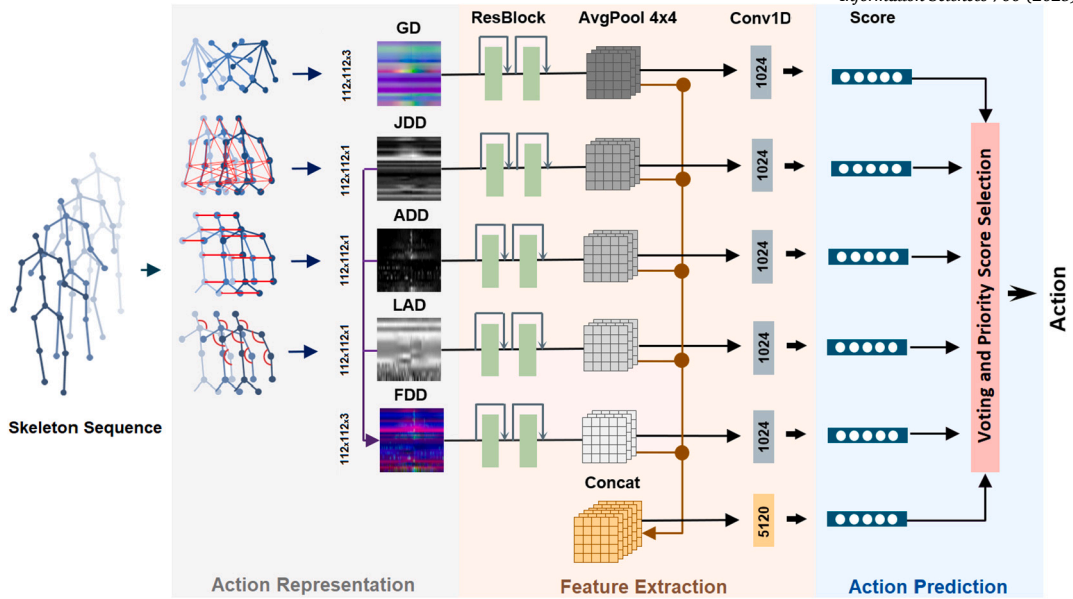 ResBlock AvgPool 4x4 Conv1D Score
GD
112x112x3
1024
JDD
112x112x1
1024
ADD
112x112x1
1024
LAD
112x112x1
1024
FDD
112x112x3
1024
Concat
5120
Skeleton Sequence
Voting and Priority Score Selection
Action
Action Representation
Feature Extraction
Action Prediction